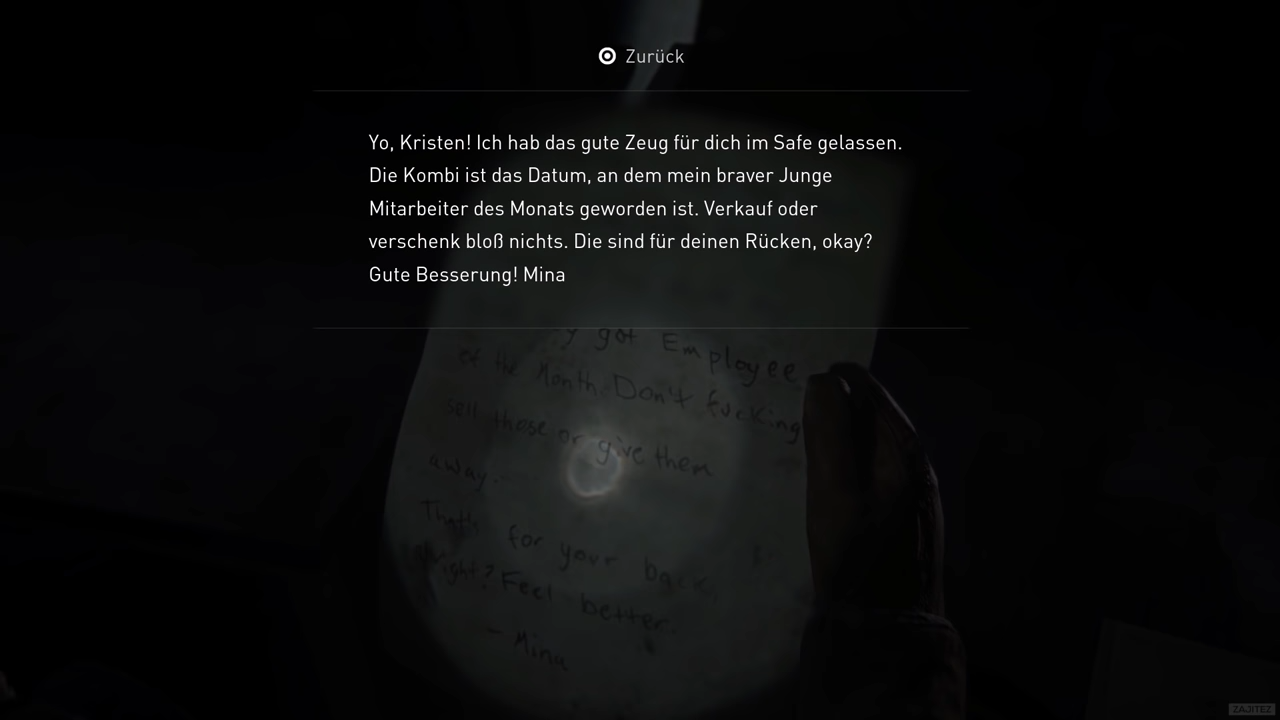 Zurück
Yo, Kristen! Ich hab das gute Zeug für dich im Safe gelassen.
Die Kombi ist das Datum, an dem mein braver Junge
Mitarbeiter des Monats geworden ist. Verkauf oder
verschenk bloß nichts. Die sind für deinen Rücken, okay?
Gute Besserung! Mina
got Employee
of the Month. Don't fucking
sell those or give them
away.
That's for your back,
right? Feel better
- Mina
ZAJITEZ